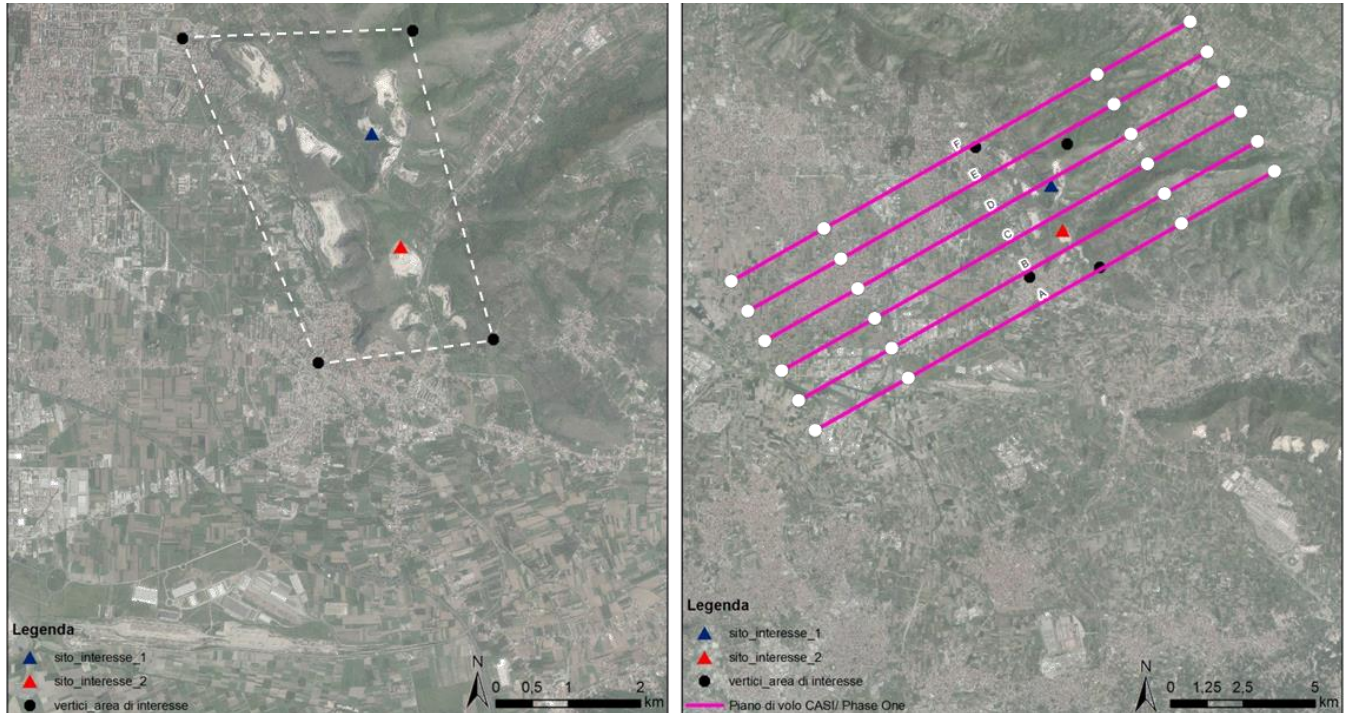 Legenda
sito_interesse_1
sito_interesse_2
vertici_area di interesse
N
0 0,5 1 2
km
F
E
D
C
B
A
Legenda
sito_interesse_1
sito_interesse_2
vertici_area di interesse
Piano di volo CASI/ Phase One
N
0 1,25 2,5 5
km